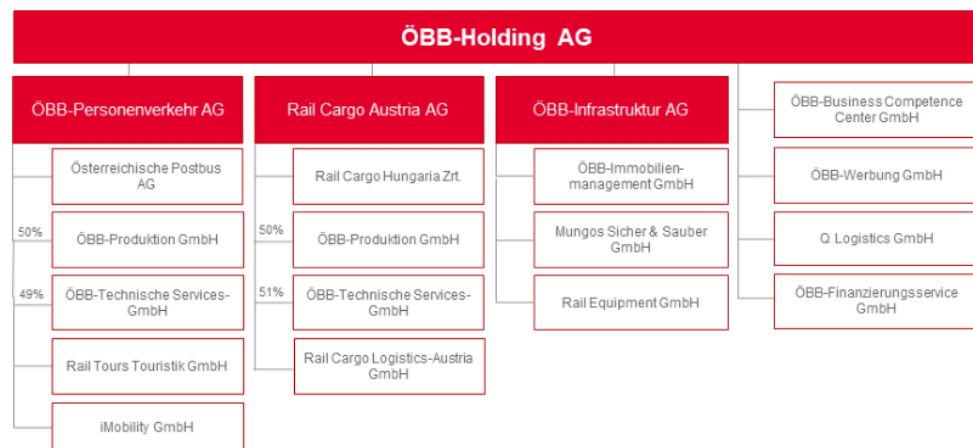 ÖBB-Holding AG
ÖBB-Personenverkehr AG
Österreichische Postbus
AG
50%
ÖBB-Produktion GmbH
49%
ÖBB-Technische Services-
GmbH
Rail Tours Touristik GmbH
iMobility GmbH
Rail Cargo Austria AG
Rail Cargo Hungaria Zrt.
50%
ÖBB-Produktion GmbH
51%
ÖBB-Technische Services-
GmbH
Rail Cargo Logistics-Austria
GmbH
ÖBB-Infrastruktur AG
ÖBB-Immobilien-
management GmbH
Mungos Sicher & Sauber
GmbH
Rail Equipment GmbH
ÖBB-Business Competence
Center GmbH
ÖBB-Werbung GmbH
Q Logistics GmbH
ÖBB-Finanzierungsservice
GmbH